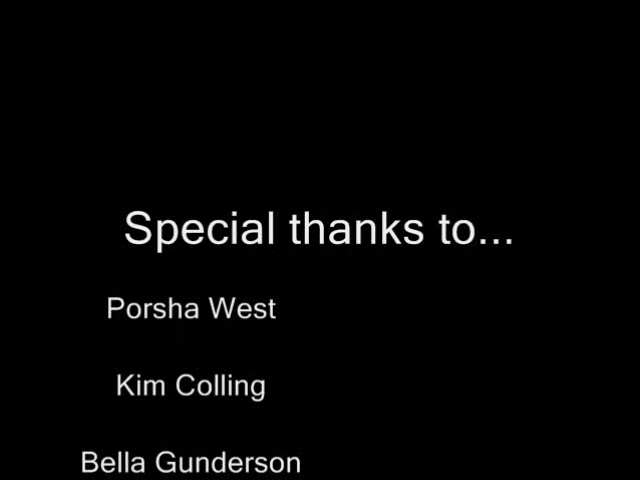 Special thanks to...
Porsha West
Kim Colling
Bella Gunderson